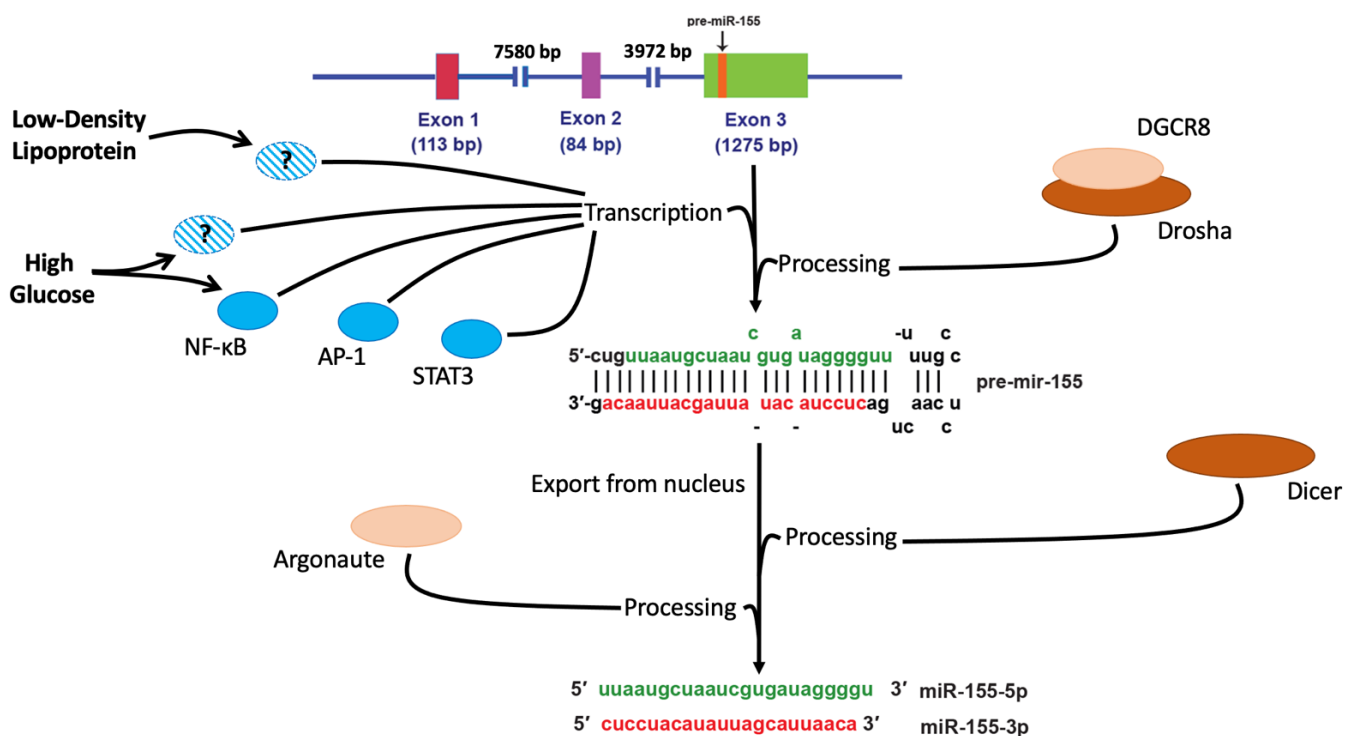 pre-miR-155
7580 bp
3972 bp
Exon 1
(113 bp)
Exon 2
(84 bp)
Exon 3
(1275 bp)
Low-Density
Lipoprotein
?
?
High
Glucose
NF-κB
AP-1
STAT3
Transcription
DGCR8
Drosha
Processing
c a -u c
5′-cuguuaaugcuaau gug uagggguu uug c
3′-gacaauuacgauua uac auccucag aac u
- - uc c
pre-mir-155
Export from nucleus
Dicer
Processing
Argonaute
Processing
5′ uuaaugcuaaucgugauaggggu 3′ miR-155-5p
5′ cuccuacauauuagcauuaaca 3′ miR-155-3p